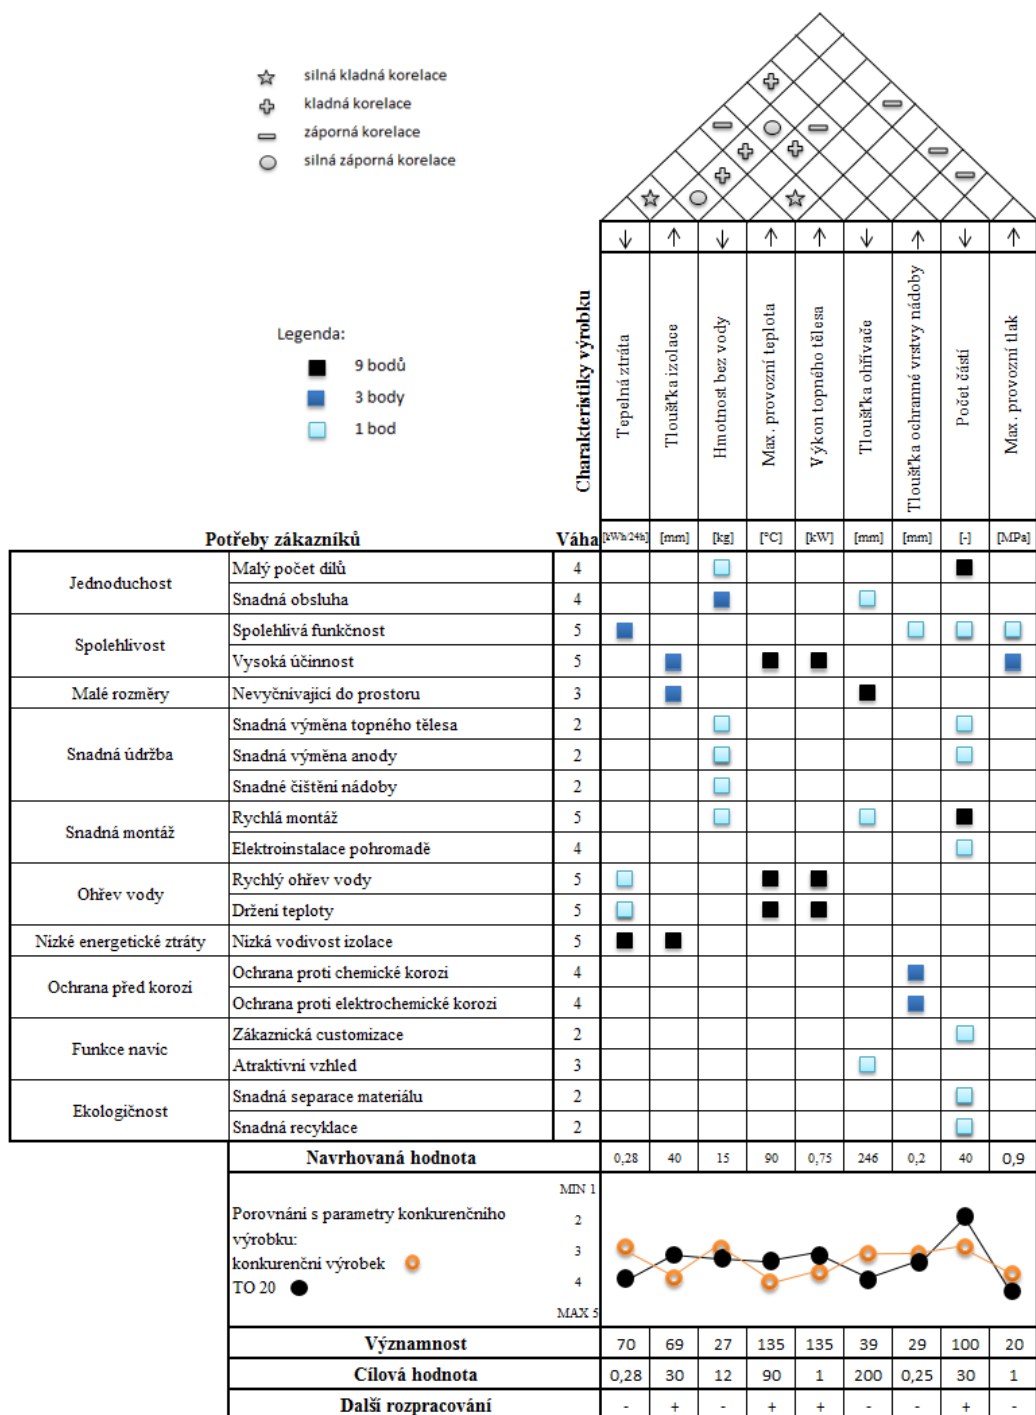 silná kladná korelace
kladná korelace
záporná korelace
silná záporná korelace
Legenda:
9 bodů
3 body
1 bod
Charakteristiky výrobku
Tepelná ztráta
Tloušťka izolace
Hmotnost bez vody
Max. provozní teplota
Výkon topného tělesa
Tloušťka ohřívače
Tloušťka ochranné vrstvy nádoby
Počet částí
Max. provozní tlak
Potřeby zákazníků Váha [kWh/24h] [mm] [kg] [°C] [kW] [mm] [mm] [-] [MPa]
Jednoduchost
Malý počet dílů 4
Snadná obsluha 4
Spolehlivost
Spolehlivá funkčnost 5
Vysoká účinnost 5
Malé rozměry
Nevyčnívající do prostoru 3
Snadná údržba
Snadná výměna topného tělesa 2
Snadná výměna anody 2
Snadné čištění nádoby 2
Snadná montáž
Rychlá montáž 5
Elektroinstalace pohromadě 4
Ohřev vody
Rychlý ohřev vody 5
Držení teploty 5
Nízké energetické ztráty
Nízká vodivost izolace 5
Ochrana před korozi
Ochrana proti chemické korozi 4
Ochrana proti elektrochemické korozi 4
Funkce navíc
Zákaznická customizace 2
Atraktivní vzhled 3
Ekologičnost
Snadná separace materiálu 2
Snadná recyklace 2
Navrhovaná hodnota 0,28 40 15 90 0,75 246 0,2 40 0,9
MIN 1
2
3
4
MAX 5
Porovnání s parametry konkurenčního
výrobku:
konkurenční výrobek
TO 20
Významnost 70 69 27 135 135 39 29 100 20
Cílová hodnota 0,28 30 12 90 1 200 0,25 30 1
Další rozpracování - + - + + - - + -